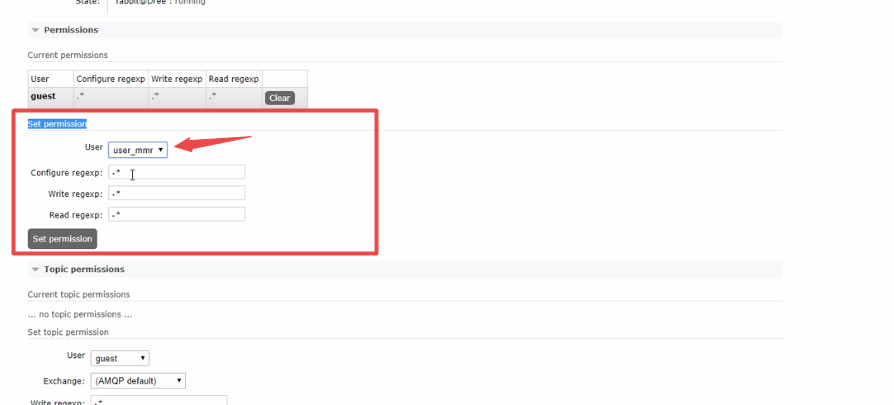 State: rabbit@Dree : running
Permissions
Current permissions
User Configure regexp Write regexp Read regexp
guest .* .* .* Clear
Set permission
User user_mmr
Configure regexp: .*
Write regexp: .*
Read regexp: .*
Set permission
Topic permissions
Current topic permissions
... no topic permissions ...
Set topic permission
User guest
Exchange: (AMQP default)
Write regexp: .*